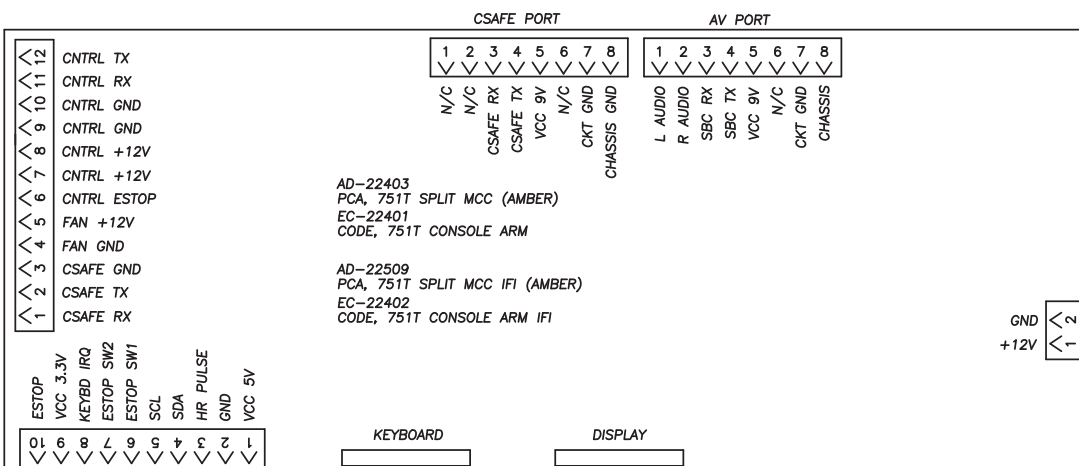 CSAFE PORT
AV PORT
12 CNTRL TX
11 CNTRL RX
10 CNTRL GND
9 CNTRL GND
8 CNTRL +12V
7 CNTRL +12V
6 CNTRL ESTOP
5 FAN +12V
4 FAN GND
3 CSAFE GND
2 CSAFE TX
1 CSAFE RX
1 2 3 4 5 6 7 8
N/C
N/C
CSAFE RX
CSAFE TX
VCC 9V
N/C
CKT GND
CHASSIS GND
1 2 3 4 5 6 7 8
L AUDIO
R AUDIO
SBC RX
SBC TX
VCC 9V
N/C
CKT GND
CHASSIS
AD-22403
PCA, 751T SPLIT MCC (AMBER)
EC-22401
CODE, 751T CONSOLE ARM
AD-22509
PCA, 751T SPLIT MCC IFI (AMBER)
EC-22402
CODE, 751T CONSOLE ARM IFI
GND 2
+12V 1
ESTOP
VCC 3.3V
KEYBD IRQ
ESTOP SW2
ESTOP SW1
SCL
SDA
HR PULSE
GND
VCC 5V
10 9 8 7 6 5 4 3 2 1
KEYBOARD
DISPLAY